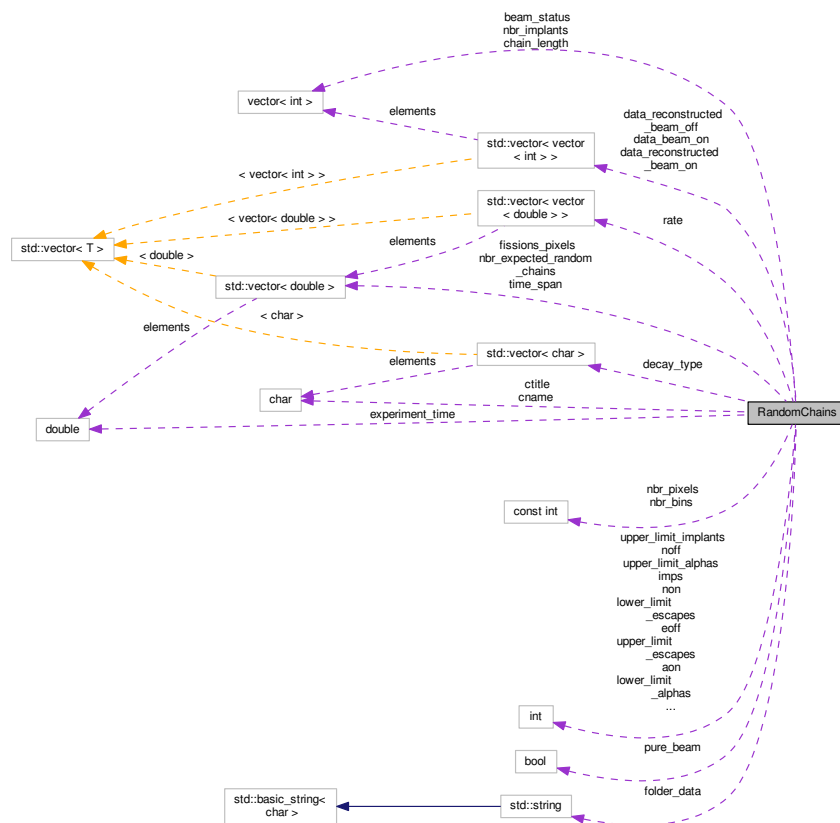 beam_status
nbr_implants
chain_length
vector< int >
elements
data_reconstructed
_beam_off
data_beam_on
data_reconstructed
_beam_on
std::vector< vector
< int > >
< vector< int > >
std::vector< vector
< double > >
< vector< double > >
rate
std::vector< T >
elements
fissions_pixels
nbr_expected_random
_chains
time_span
< double >
std::vector< double >
< char >
elements
std::vector< char >
elements
decay_type
char
ctitle
cname
RandomChains
double
experiment_time
nbr_pixels
nbr_bins
const int
upper_limit_implants
noff
upper_limit_alphas
imps
non
lower_limit
_escapes
eoff
upper_limit
_escapes
aon
lower_limit
_alphas
...
int
pure_beam
bool
folder_data
std::basic_string<
char >
std::string